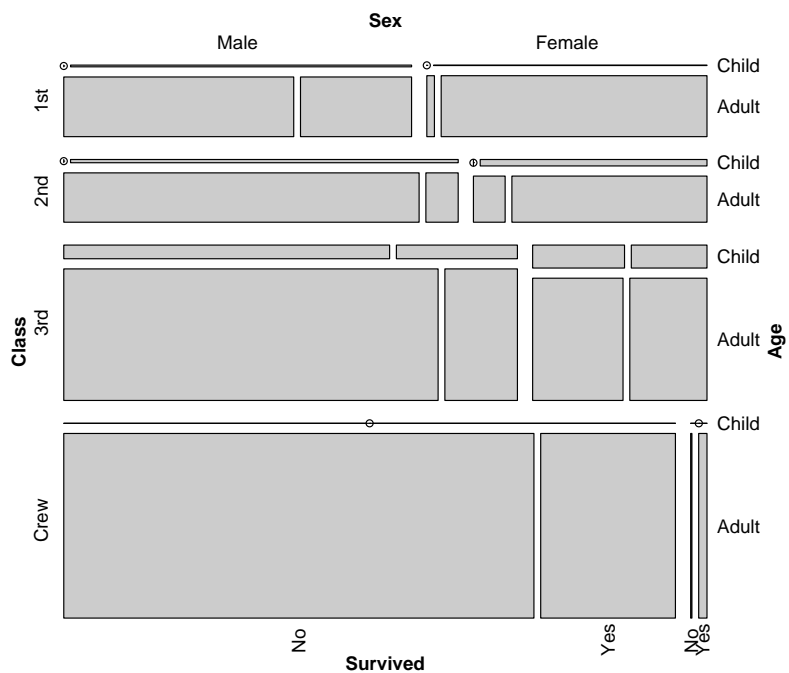 Sex
Male Female
Child
1st
Adult
Child
2nd
Adult
Child
3rd
Adult
Class
Age
Child
Crew
Adult
No Yes No Yes
Survived